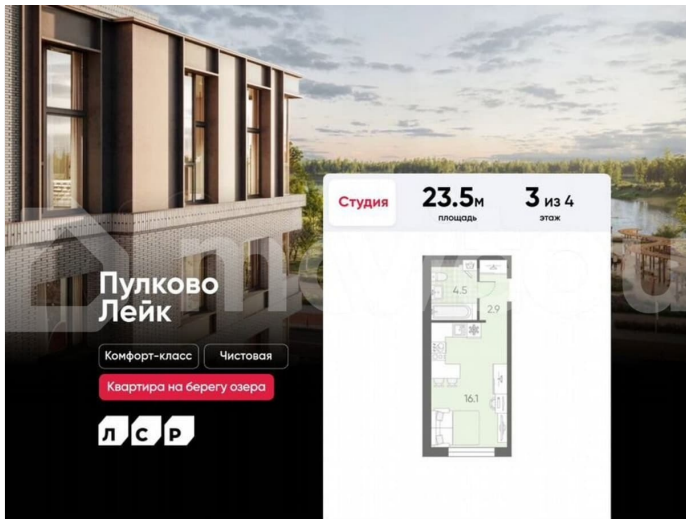 Студия
23.5м
площадь
3 из 4
этаж
4.5
2.9
16.1
Пулково
Лейк
Комфорт-класс
Чистовая
Квартира на берегу озера
ЛСР